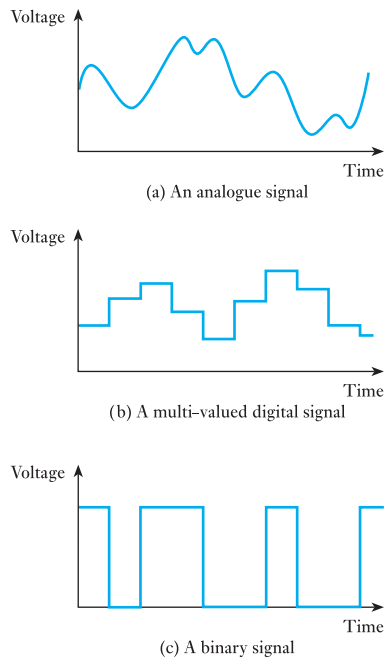 Voltage
Time
(a) An analogue signal
Voltage
Time
(b) A multi–valued digital signal
Voltage
Time
(c) A binary signal